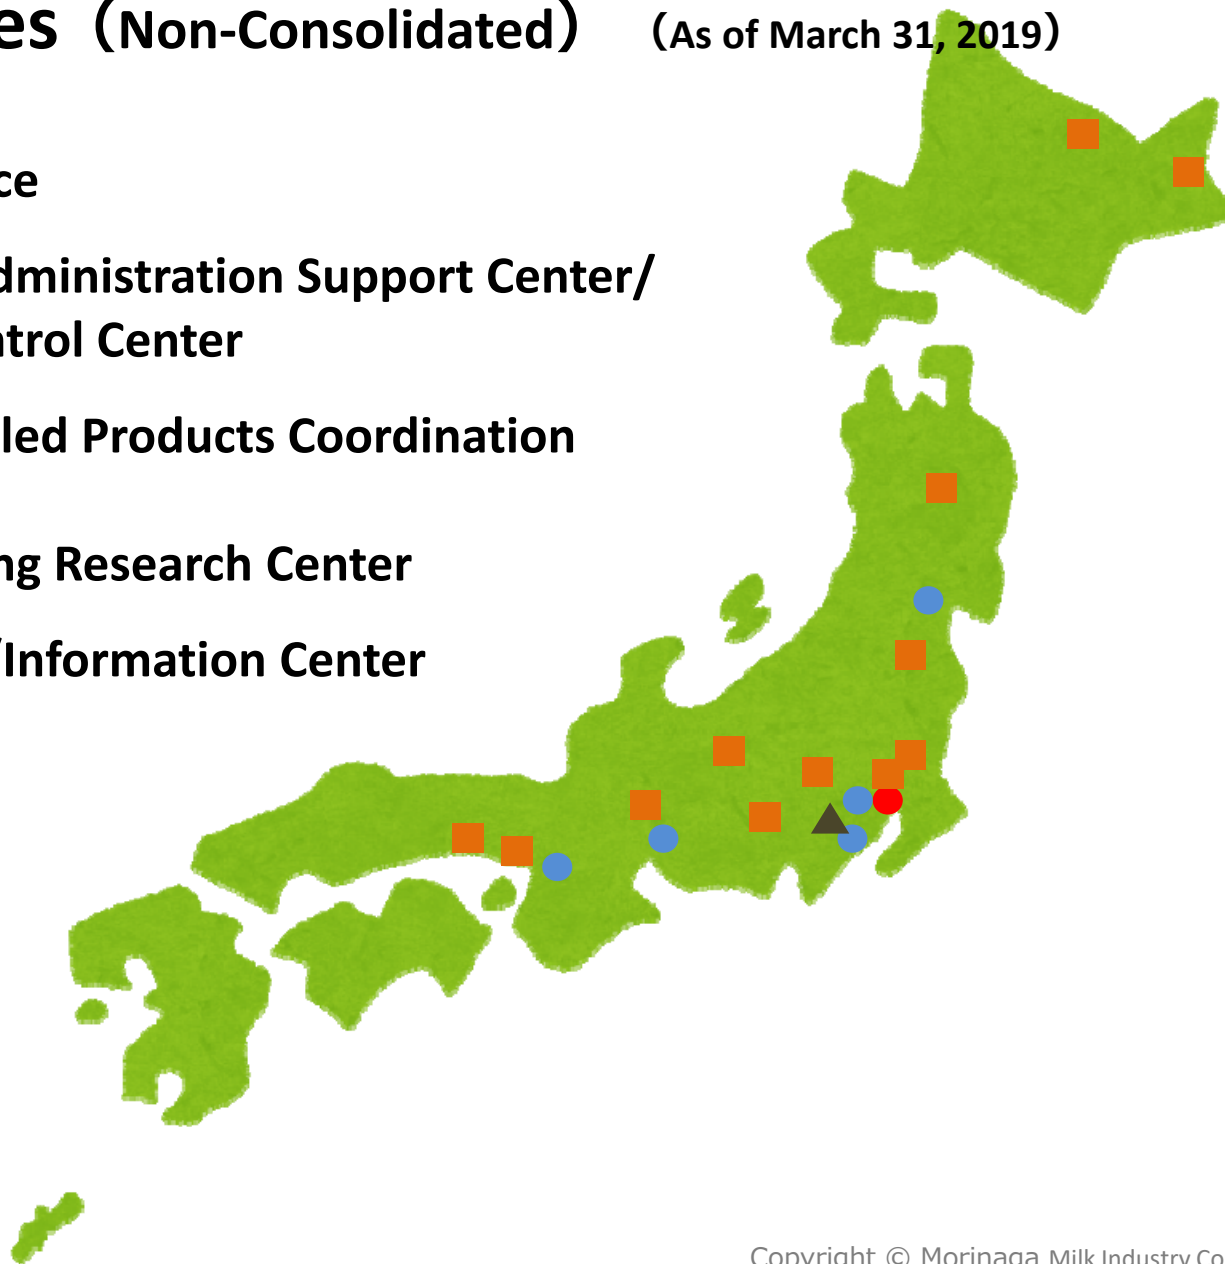 es（Non-Consolidated） （As of March 31, 2019）
ce
dministration Support Center/
ntrol Center
led Products Coordination
ng Research Center
/Information Center
Copyright © Morinaga Milk Industry Co